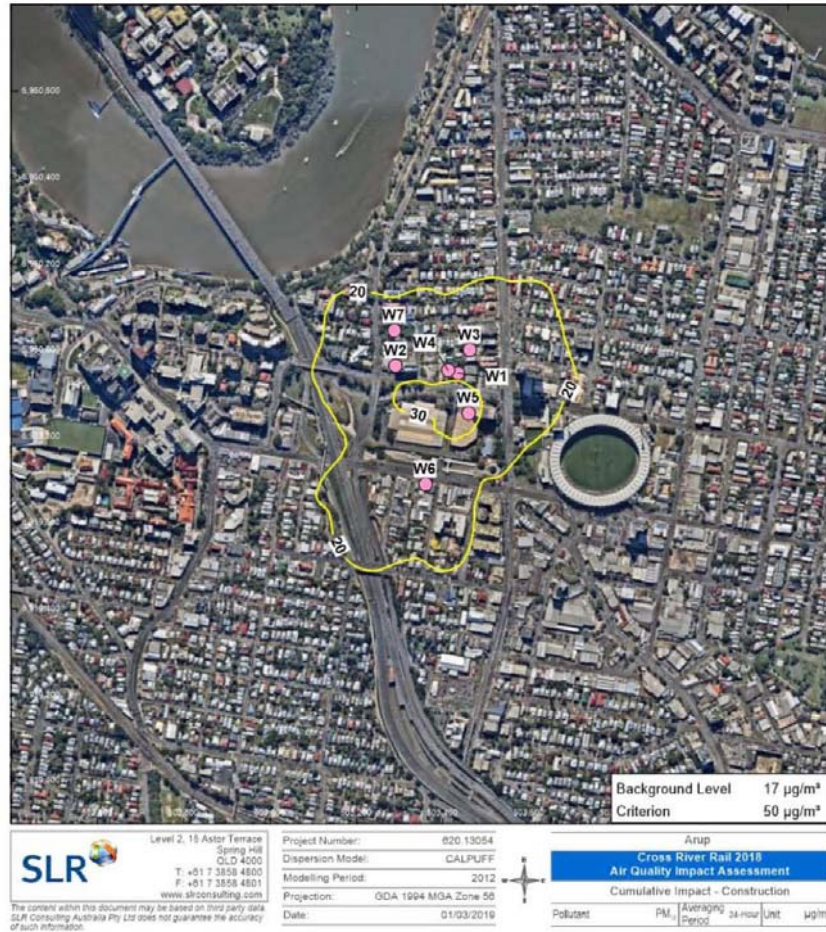 6,960,600
20
W7
W4
W3
W2
W1
20
W5
30
W6
20
Background Level 17 µg/m³
Criterion 50 µg/m³
SLR
Level 2, 15 Astor Terrace
Spring Hill
QLD 4000
T: +61 7 3858 4800
F: +61 7 3858 4801
www.slrconsulting.com
The content within this document may be based on third party data.
SLR Consulting Australia Pty Ltd does not guarantee the accuracy
of such information.
Project Number: 620.13054
Dispersion Model: CALPUFF
Modelling Period: 2012
Projection: GDA 1994 MGA Zone 56
Date: 01/03/2019
Arup
Cross River Rail 2018
Air Quality Impact Assessment
Cumulative Impact - Construction
Pollutant Averaging Period 24-Hour Unit